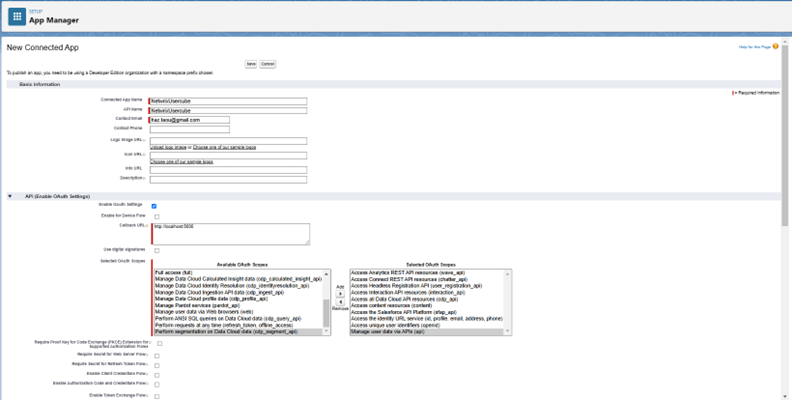 SETUP
App Manager
New Connected App
Help for this Page
Save Cancel
To publish an app, you need to be using a Developer Edition organization with a namespace prefix chosen.
Basic Information
= Required Information
Connected App Name NetwrixUsercube
API Name NetwrixUsercube
Contact Email
Contact Phone
Logo Image URL
Upload logo image or Choose one of our sample logos
Icon URL
Choose one of our sample logos
Info URL
Description
API (Enable OAuth Settings)
Enable OAuth Settings
Enable for Device Flow
Callback URL
Use digital signatures
Selected OAuth Scopes
Available OAuth Scopes Selected OAuth Scopes
Full access (full)
Manage Data Cloud Calculated Insight data (cdp_calculated_insight_api)
Manage Data Cloud Identity Resolution (cdp_identityresolution_api)
Manage Data Cloud Ingestion API data (cdp_ingest_api)
Manage Data Cloud profile data (cdp_profile_api)
Manage Pardot services (pardot_api)
Manage user data via Web browsers (web)
Perform ANSI SQL queries on Data Cloud data (cdp_query_api)
Perform requests at any time (refresh_token, offline_access)
Perform segmentation on Data Cloud data (cdp_segment_api)
Add
Remove
Access Analytics REST API resources (wave_api)
Access Connect REST API resources (chatter_api)
Access Headless Registration API (user_registration_api)
Access Interaction API resources (interaction_api)
Access all Data Cloud API resources (cdp_api)
Access content resources (content)
Access the Salesforce API Platform (sfap_api)
Access the identity URL service (id, profile, email, address, phone)
Access unique user identifiers (openid)
Manage user data via APIs (api)
Require Proof Key for Code Exchange (PKCE) Extension for
Supported Authorization Flows
Require Secret for Web Server Flow
Require Secret for Refresh Token Flow
Enable Client Credentials Flow
Enable Authorization Code and Credentials Flow
Enable Token Exchange Flow